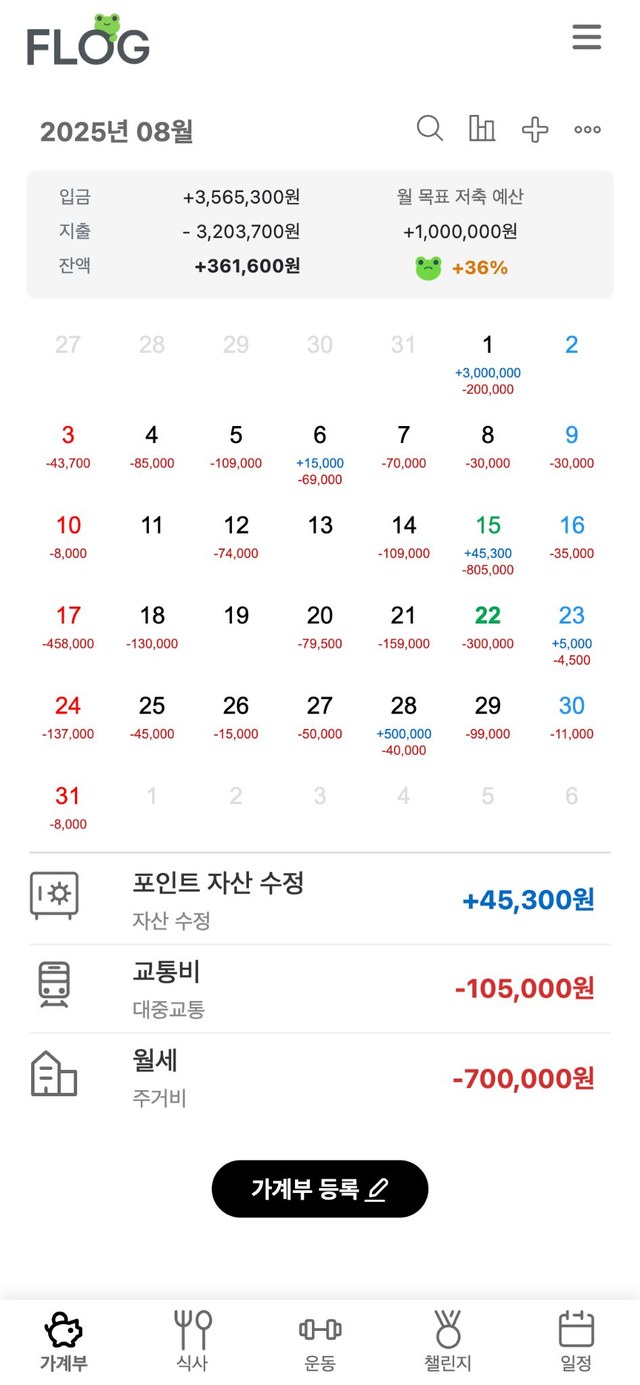 FLOG
2025년 08월
입금 +3,565,300원 월 목표 저축 예산
지출 - 3,203,700원 +1,000,000원
잔액 +361,600원 +36%
27 28 29 30 31 1 2
+3,000,000
-200,000
3 4 5 6 7 8 9
-43,700 -85,000 -109,000 +15,000 -70,000 -30,000 -30,000
-69,000
10 11 12 13 14 15 16
-8,000 -74,000 -109,000 +45,300 -35,000
-805,000
17 18 19 20 21 22 23
-458,000 -130,000 -79,500 -159,000 -300,000 +5,000
-4,500
24 25 26 27 28 29 30
-137,000 -45,000 -15,000 -50,000 +500,000 -99,000 -11,000
-40,000
31 1 2 3 4 5 6
-8,000
포인트 자산 수정 +45,300원
자산 수정
교통비 -105,000원
대중교통
월세 -700,000원
주거비
가계부 등록
가계부 식사 운동 챌린지 일정